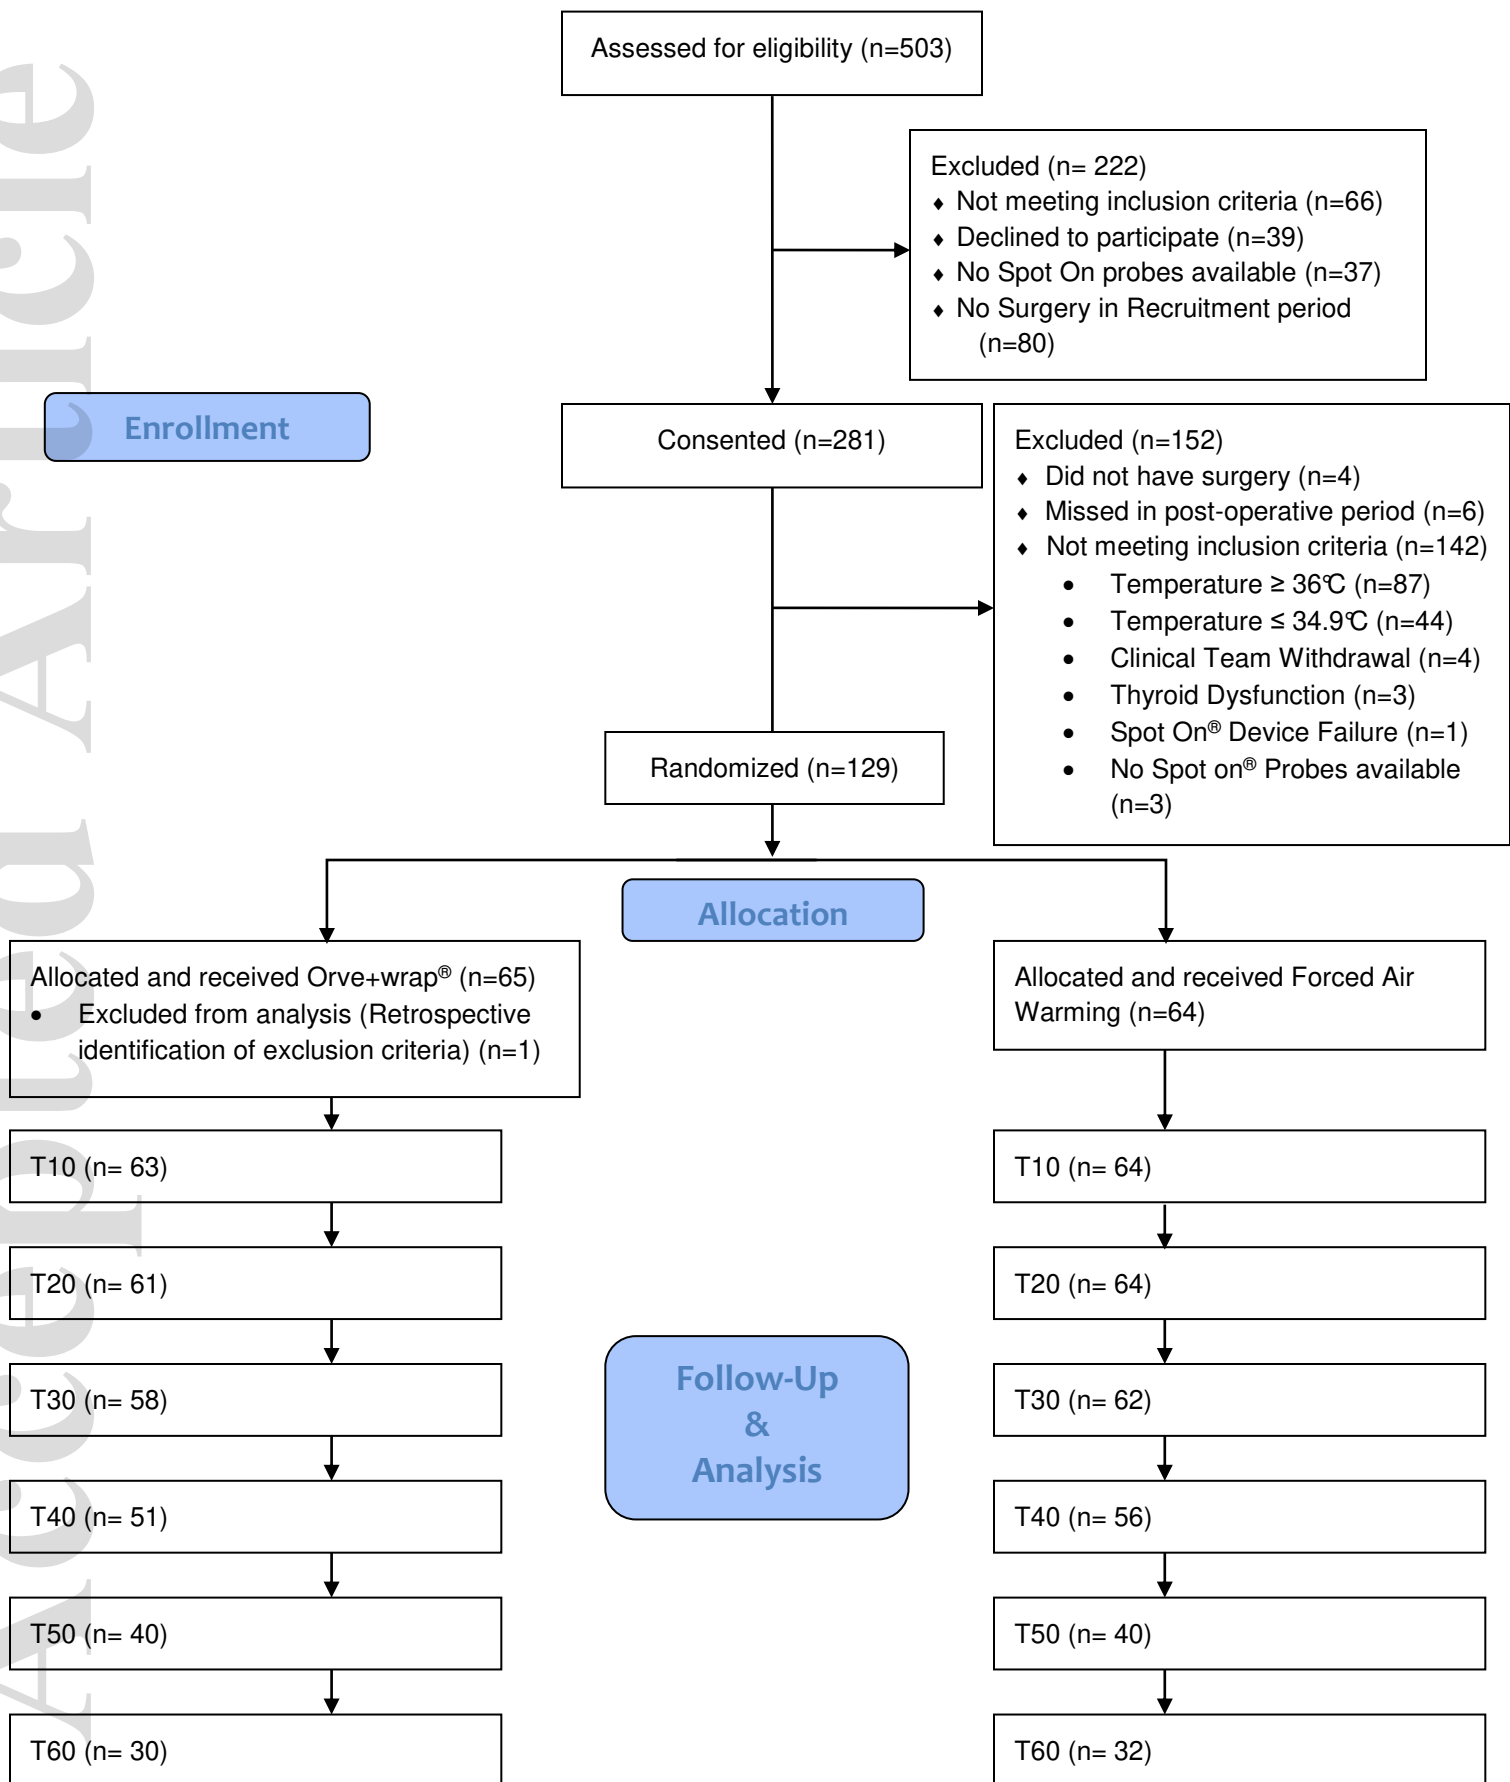 Assessed for eligibility (n=503)
Excluded (n= 222)
♦ Not meeting inclusion criteria (n=66)
♦ Declined to participate (n=39)
♦ No Spot On probes available (n=37)
♦ No Surgery in Recruitment period
(n=80)
Enrollment
Consented (n=281)
Excluded (n=152)
♦ Did not have surgery (n=4)
♦ Missed in post-operative period (n=6)
♦ Not meeting inclusion criteria (n=142)
• Temperature ≥ 36°C (n=87)
• Temperature ≤ 34.9°C (n=44)
• Clinical Team Withdrawal (n=4)
• Thyroid Dysfunction (n=3)
• Spot On® Device Failure (n=1)
• No Spot on® Probes available
(n=3)
Randomized (n=129)
Allocation
Allocated and received Orve+wrap® (n=65)
• Excluded from analysis (Retrospective
identification of exclusion criteria) (n=1)
Allocated and received Forced Air
Warming (n=64)
T10 (n= 63)
T10 (n= 64)
T20 (n= 61)
T20 (n= 64)
Follow-Up
&
Analysis
T30 (n= 58)
T30 (n= 62)
T40 (n= 51)
T40 (n= 56)
T50 (n= 40)
T50 (n= 40)
T60 (n= 30)
T60 (n= 32)
Accepted Article